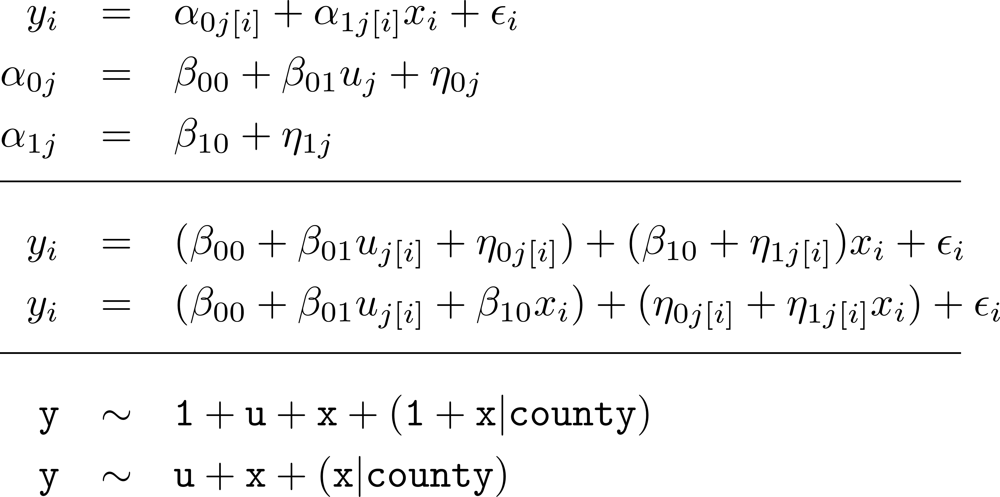 y_i = α_{0j[i]} + α_{1j[i]}x_i + ϵ_i
α_{0j} = β_{00} + β_{01}u_j + η_{0j}
α_{1j} = β_{10} + η_{1j}
y_i = (β_{00} + β_{01}u_{j[i]} + η_{0j[i]}) + (β_{10} + η_{1j[i]})x_i + ϵ_i
y_i = (β_{00} + β_{01}u_{j[i]} + β_{10}x_i) + (η_{0j[i]} + η_{1j[i]}x_i) + ϵ_i
y ∼ 1 + u + x + (1 + x|county)
y ∼ u + x + (x|county)